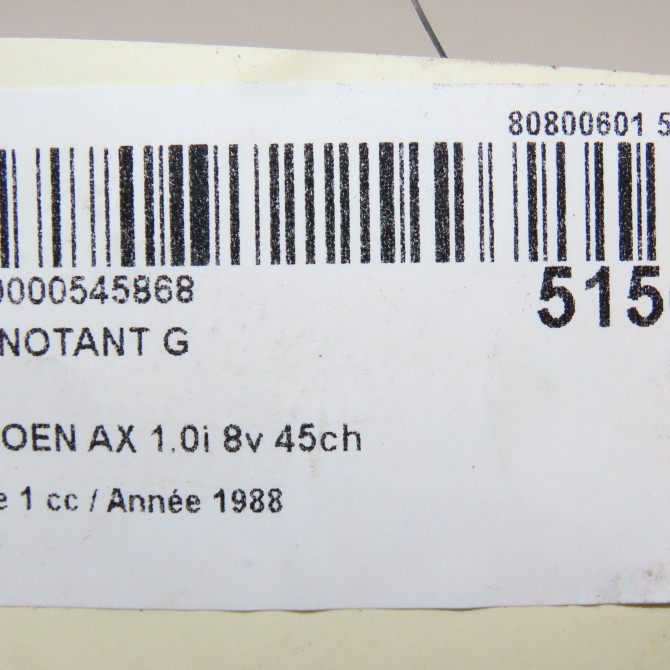 80800601 5
0000545868
515
NOTANT G
OEN AX 1.0i 8v 45ch
e 1 cc / Année 1988